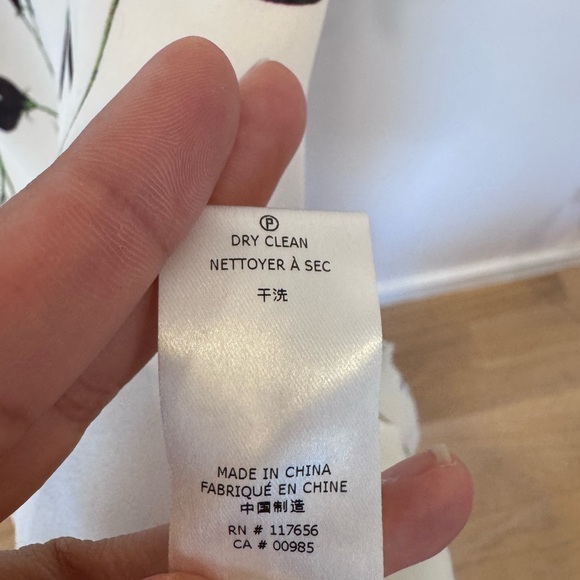 Ⓟ
DRY CLEAN
NETTOYER À SEC
干洗
MADE IN CHINA
FABRIQUÉ EN CHINE
中国制造
RN # 117656
CA # 00985